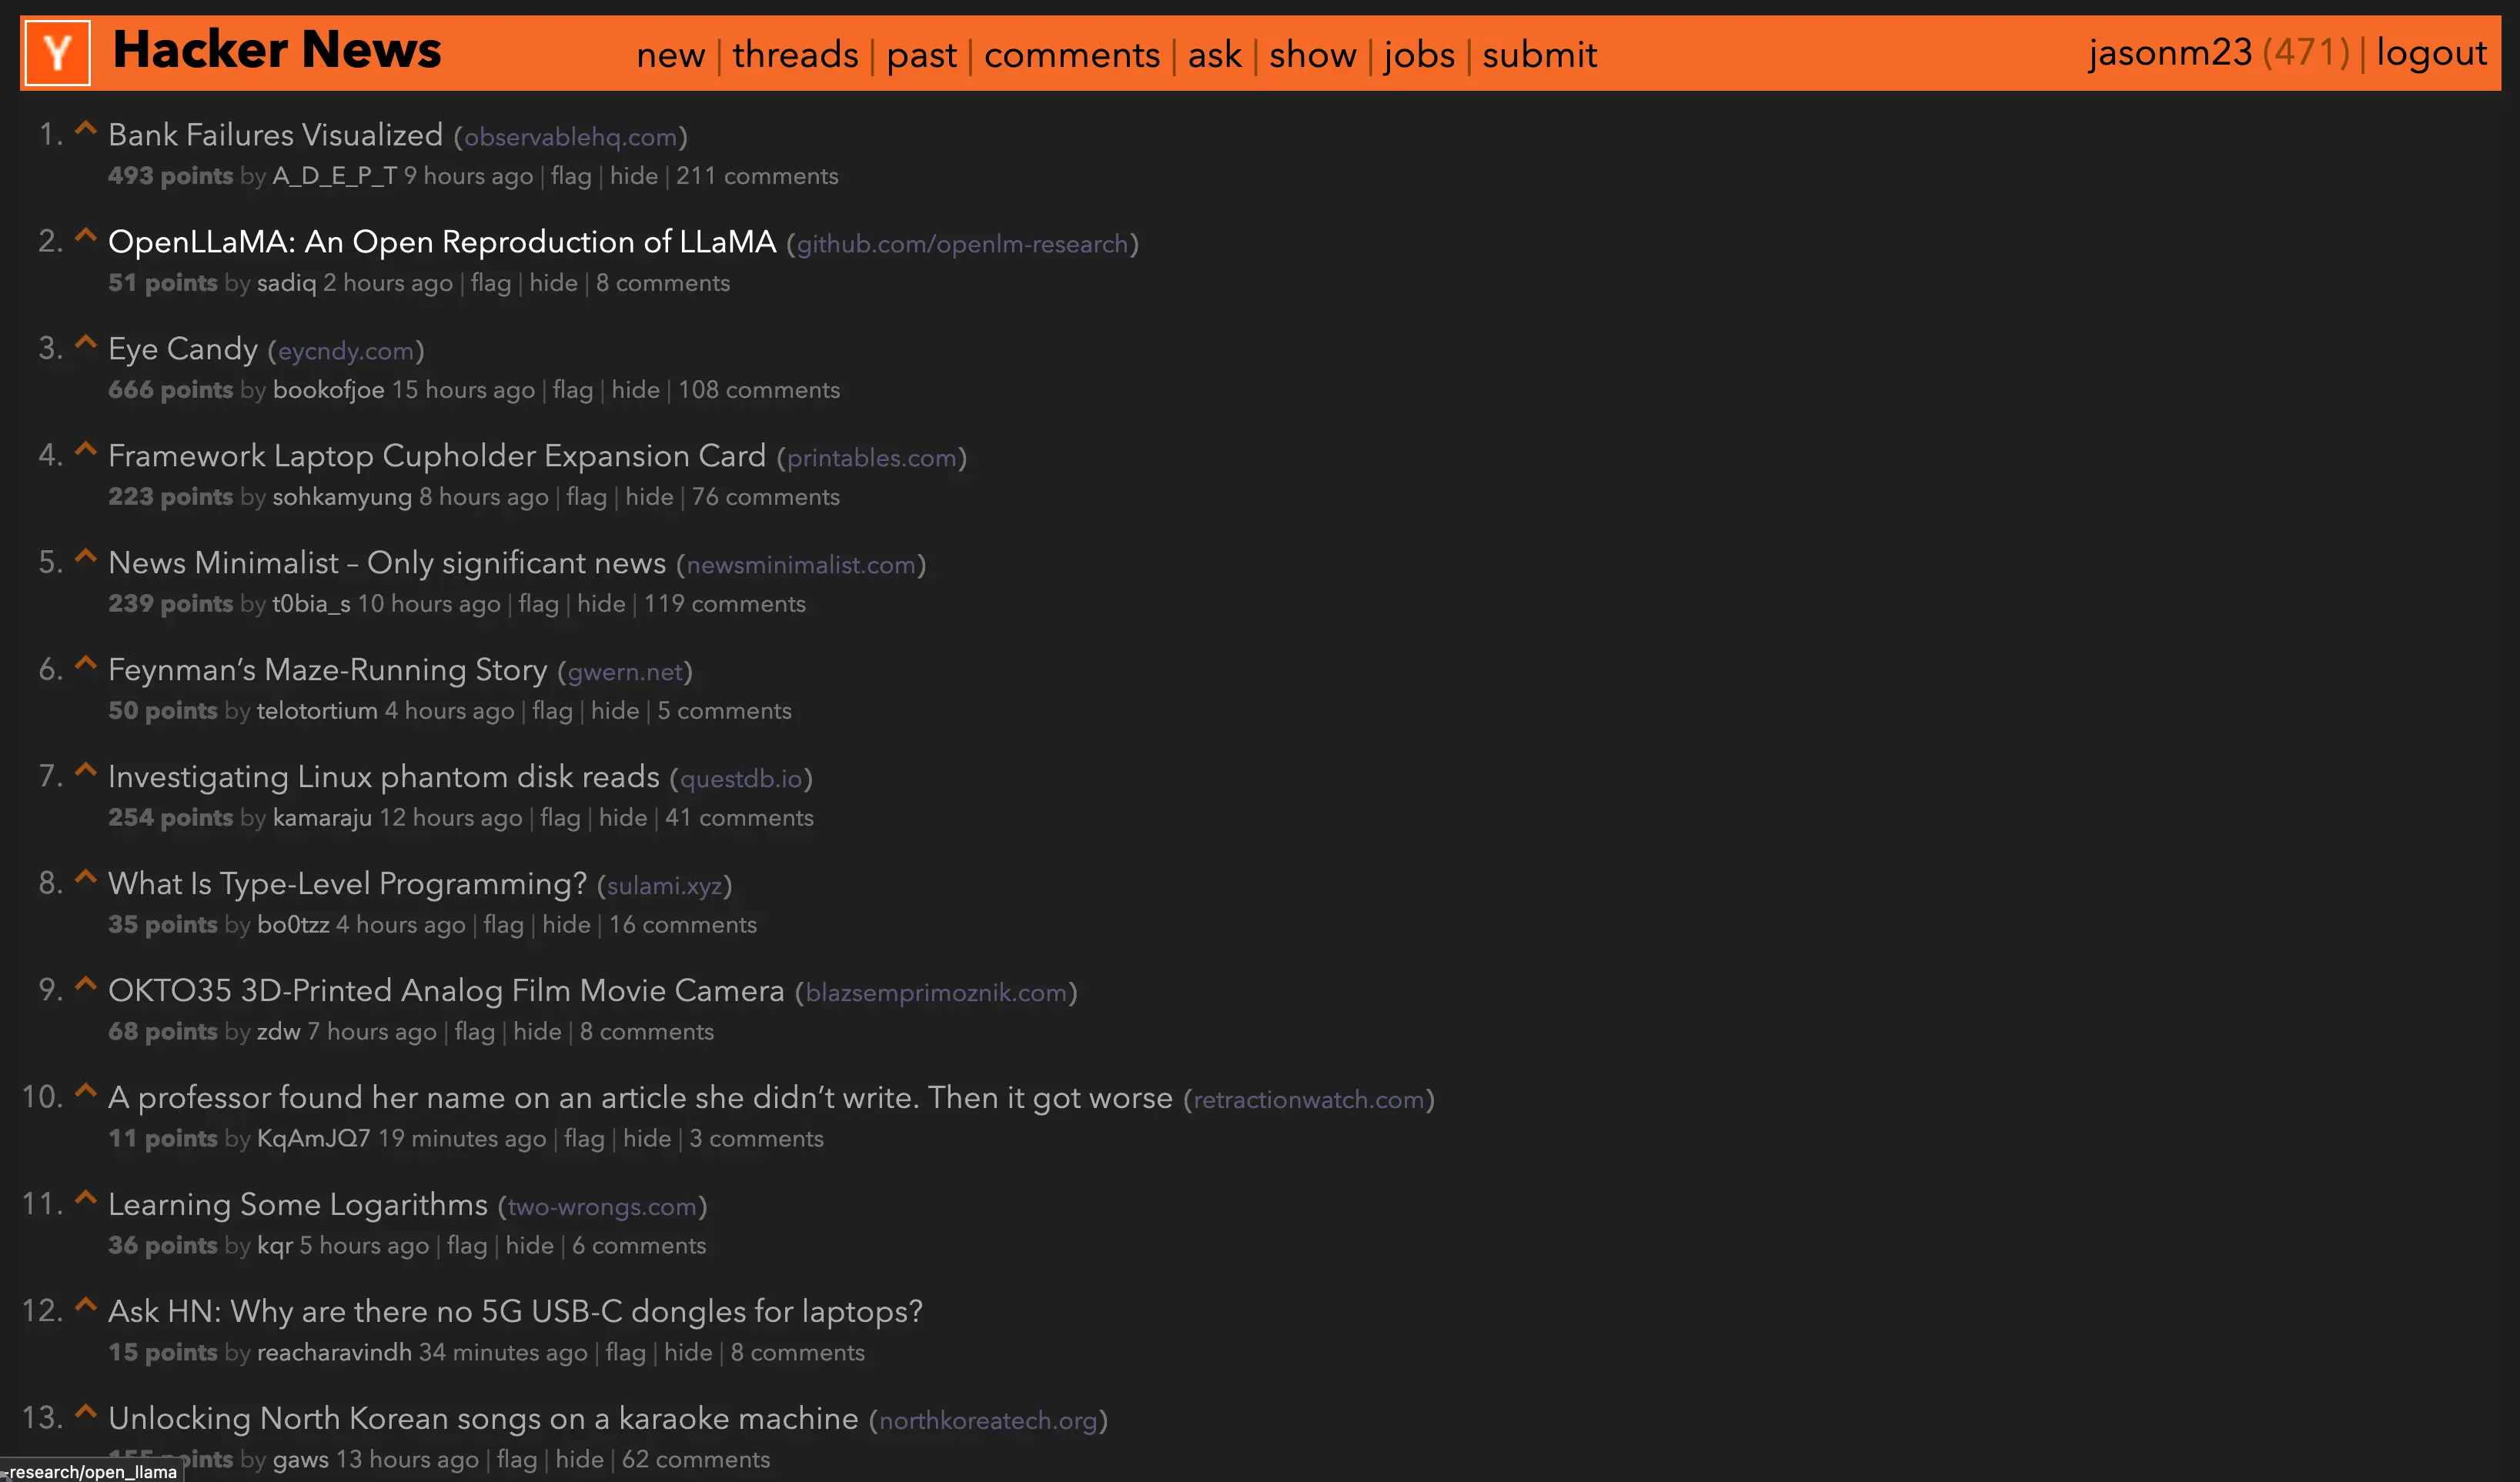 Y Hacker News new | threads | past | comments | ask | show | jobs | submit jasonm23 (471) | logout
1. Bank Failures Visualized (observablehq.com)
493 points by A_D_E_P_T 9 hours ago | flag | hide | 211 comments
2. OpenLLaMA: An Open Reproduction of LLaMA (github.com/openlm-research)
51 points by sadiq 2 hours ago | flag | hide | 8 comments
3. Eye Candy (eycndy.com)
666 points by bookofjoe 15 hours ago | flag | hide | 108 comments
4. Framework Laptop Cupholder Expansion Card (printables.com)
223 points by sohkamyung 8 hours ago | flag | hide | 76 comments
5. News Minimalist – Only significant news (newsminimalist.com)
239 points by t0bia_s 10 hours ago | flag | hide | 119 comments
6. Feynman’s Maze-Running Story (gwern.net)
50 points by telotortium 4 hours ago | flag | hide | 5 comments
7. Investigating Linux phantom disk reads (questdb.io)
254 points by kamaraju 12 hours ago | flag | hide | 41 comments
8. What Is Type-Level Programming? (sulami.xyz)
35 points by bo0tzz 4 hours ago | flag | hide | 16 comments
9. OKTO35 3D-Printed Analog Film Movie Camera (blazsemprimoznik.com)
68 points by zdw 7 hours ago | flag | hide | 8 comments
10. A professor found her name on an article she didn’t write. Then it got worse (retractionwatch.com)
11 points by KqAmJQ7 19 minutes ago | flag | hide | 3 comments
11. Learning Some Logarithms (two-wrongs.com)
36 points by kqr 5 hours ago | flag | hide | 6 comments
12. Ask HN: Why are there no 5G USB-C dongles for laptops?
15 points by reacharavindh 34 minutes ago | flag | hide | 8 comments
13. Unlocking North Korean songs on a karaoke machine (northkoreatech.org)
points by gaws 13 hours ago | flag | hide | 62 comments
-research/open_llama